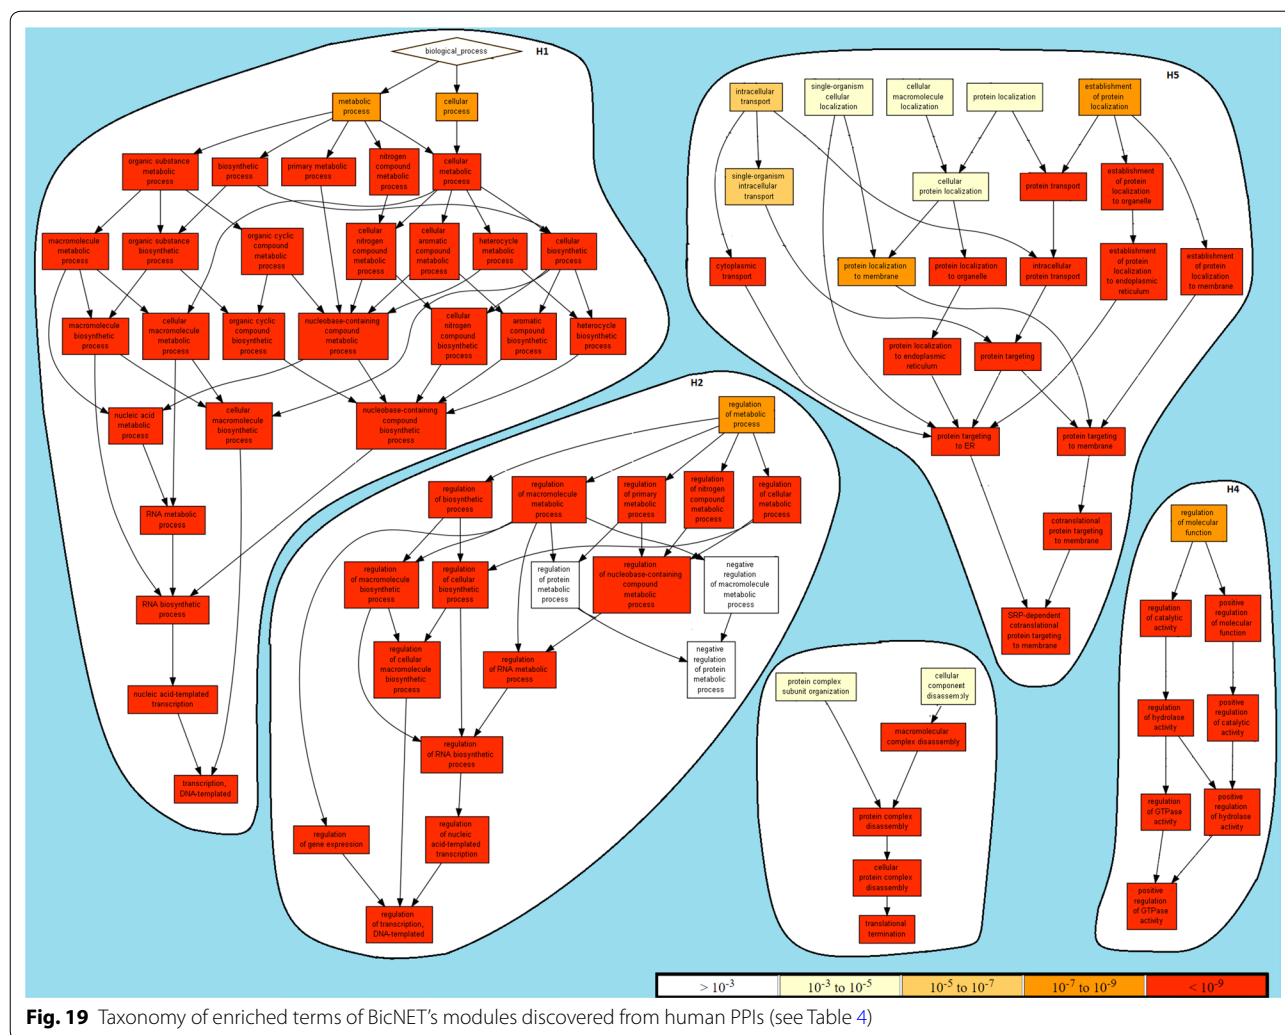 biological_process
H1
metabolic
process
cellular
process
organic substance
metabolic
process
biosynthetic
process
primary metabolic
process
nitrogen
compound
metabolic
process
cellular
metabolic
process
macromolecule
metabolic
process
organic substance
biosynthetic
process
organic cyclic
compound
metabolic
process
cellular
nitrogen
compound
metabolic
process
cellular
aromatic
compound
metabolic
process
heterocycle
metabolic
process
cellular
biosynthetic
process
macromolecule
biosynthetic
process
cellular
macromolecule
metabolic
process
organic cyclic
compound
biosynthetic
process
nucleobase-containing
compound
metabolic
process
cellular
nitrogen
compound
biosynthetic
process
aromatic
compound
biosynthetic
process
heterocycle
biosynthetic
process
nucleic acid
metabolic
process
cellular
macromolecule
biosynthetic
process
nucleobase-containing
compound
biosynthetic
process
RNA metabolic
process
RNA biosynthetic
process
nucleic acid-templated
transcription
transcription,
DNA-templated
H2
regulation
of metabolic
process
regulation
of biosynthetic
process
regulation
of macromolecule
metabolic
process
regulation
of primary
metabolic
process
regulation
of nitrogen
compound
metabolic
process
regulation
of cellular
metabolic
process
regulation
of macromolecule
biosynthetic
process
regulation
of cellular
biosynthetic
process
regulation
of protein
metabolic
process
regulation
of nucleobase-containing
compound
metabolic
process
negative
regulation
of macromolecule
metabolic
process
regulation
of cellular
macromolecule
biosynthetic
process
regulation
of RNA metabolic
process
negative
regulation
of protein
metabolic
process
regulation
of RNA biosynthetic
process
regulation
of gene expression
regulation
of nucleic
acid-templated
transcription
regulation
of transcription,
DNA-templated
H5
intracellular
transport
single-organism
cellular
localization
cellular
macromolecule
localization
protein localization
establishment
of protein
localization
single-organism
intracellular
transport
cellular
protein localization
protein transport
establishment
of protein
localization
to organelle
cytoplasmic
transport
protein localization
to membrane
protein localization
to organelle
intracellular
protein transport
establishment
of protein
localization
to endoplasmic
reticulum
establishment
of protein
localization
to membrane
protein localization
to endoplasmic
reticulum
protein targeting
protein targeting
to ER
protein targeting
to membrane
cotranslational
protein targeting
to membrane
SRP-dependent
cotranslational
protein targeting
to membrane
protein complex
subunit organization
cellular
component
disassembly
macromolecular
complex disassembly
protein complex
disassembly
cellular
protein complex
disassembly
translational
termination
H4
regulation
of molecular
function
regulation
of catalytic
activity
positive
regulation
of molecular
function
regulation
of hydrolase
activity
positive
regulation
of catalytic
activity
regulation
of GTPase
activity
positive
regulation
of hydrolase
activity
positive
regulation
of GTPase
activity
> 10⁻³ 10⁻³ to 10⁻⁵ 10⁻⁵ to 10⁻⁷ 10⁻⁷ to 10⁻⁹ < 10⁻⁹
Fig. 19 Taxonomy of enriched terms of BicNET’s modules discovered from human PPIs (see Table 4)